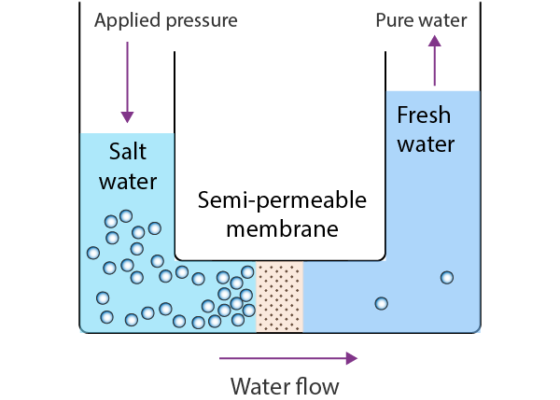 Applied pressure
Pure water
Salt
water
Fresh
water
Semi-permeable
membrane
Water flow